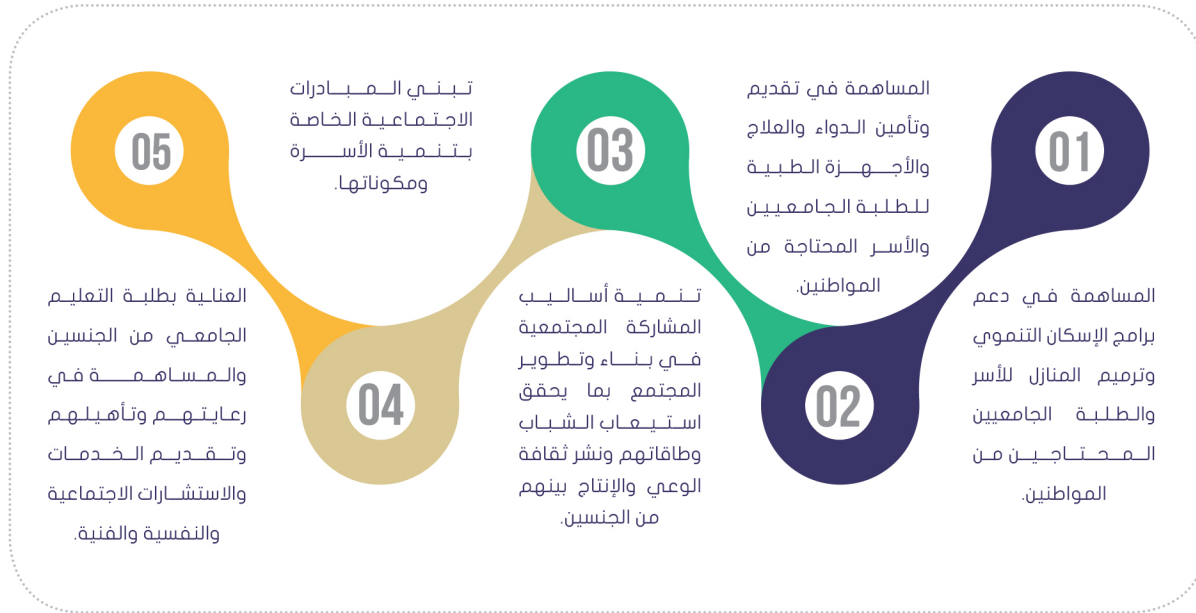 01
المساهمة في دعم
برامج الإسكان التنموي
وترميم المنازل للأسر
والطلبة الجامعيين
المحتاجين من
المواطنين.
02
المساهمة في تقديم
وتأمين الدواء والعلاج
والأجهزة الطبية
للطلبة الجامعيين
والأسر المحتاجة من
المواطنين.
03
تنمية أساليب
المشاركة المجتمعية
في بناء وتطوير
المجتمع بما يحقق
استيعاب الشباب
وطاقاتهم ونشر ثقافة
الوعي والإنتاج بينهم
من الجنسين.
04
تبني المبادرات
الاجتماعية الخاصة
بتنمية الأسرة
ومكوناتها.
05
العناية بطلبة التعليم
الجامعي من الجنسين
والمساهمة في
رعايتهم وتأهيلهم
وتقديم الخدمات
والاستشارات الاجتماعية
والنفسية والفنية.